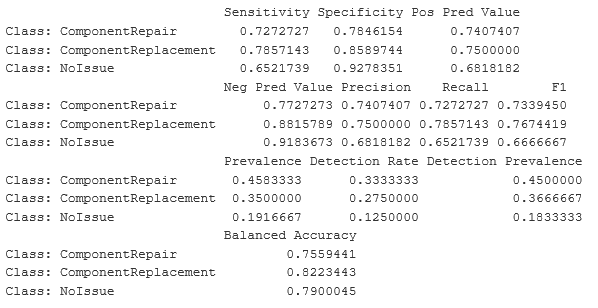 Sensitivity Specificity Pos Pred Value
Class: ComponentRepair 0.7272727 0.7846154 0.7407407
Class: ComponentReplacement 0.7857143 0.8589744 0.7500000
Class: NoIssue 0.6521739 0.9278351 0.6818182
Neg Pred Value Precision Recall F1
Class: ComponentRepair 0.7727273 0.7407407 0.7272727 0.7339450
Class: ComponentReplacement 0.8815789 0.7500000 0.7857143 0.7674419
Class: NoIssue 0.9183673 0.6818182 0.6521739 0.6666667
Prevalence Detection Rate Detection Prevalence
Class: ComponentRepair 0.4583333 0.3333333 0.4500000
Class: ComponentReplacement 0.3500000 0.2750000 0.3666667
Class: NoIssue 0.1916667 0.1250000 0.1833333
Balanced Accuracy
Class: ComponentRepair 0.7559441
Class: ComponentReplacement 0.8223443
Class: NoIssue 0.7900045